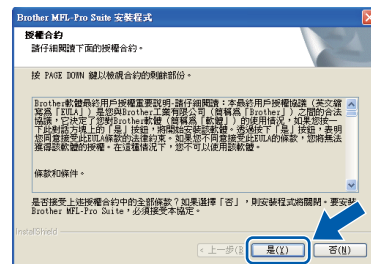 Brother MFL-Pro Suite 安裝程式
授權合約
請仔細閱讀下面的授權合約。
按 PAGE DOWN 鍵以檢視合約的剩餘部份。
Brother軟體最終用戶授權重要說明-請仔細閱讀：本最終用戶授權協議（英文縮
寫爲「EULA」）是您與Brother工業有限公司（簡稱爲「Brother」）之間的合法
協議，它決定了您對Brother軟體（簡稱爲「軟體」）的使用情況，如果您按一
下此對話方塊上的「是」按鈕，將開始安裝該軟體。透過按下「是」按鈕，表明
您同意接受此EULA條款的法律約束。如果您不同意接受此EULA的條款，您將無法
獲得該軟體的授權。在這種情況下，您不可以使用該軟體。
條款和條件。
是否接受上述授權合約中的全部條款？如果選擇「否」，則安裝程式將關閉。要安裝
Brother MFL-Pro Suite，必須接受本協定。
InstallShield
< 上一步(B)
是(Y)
否(N)